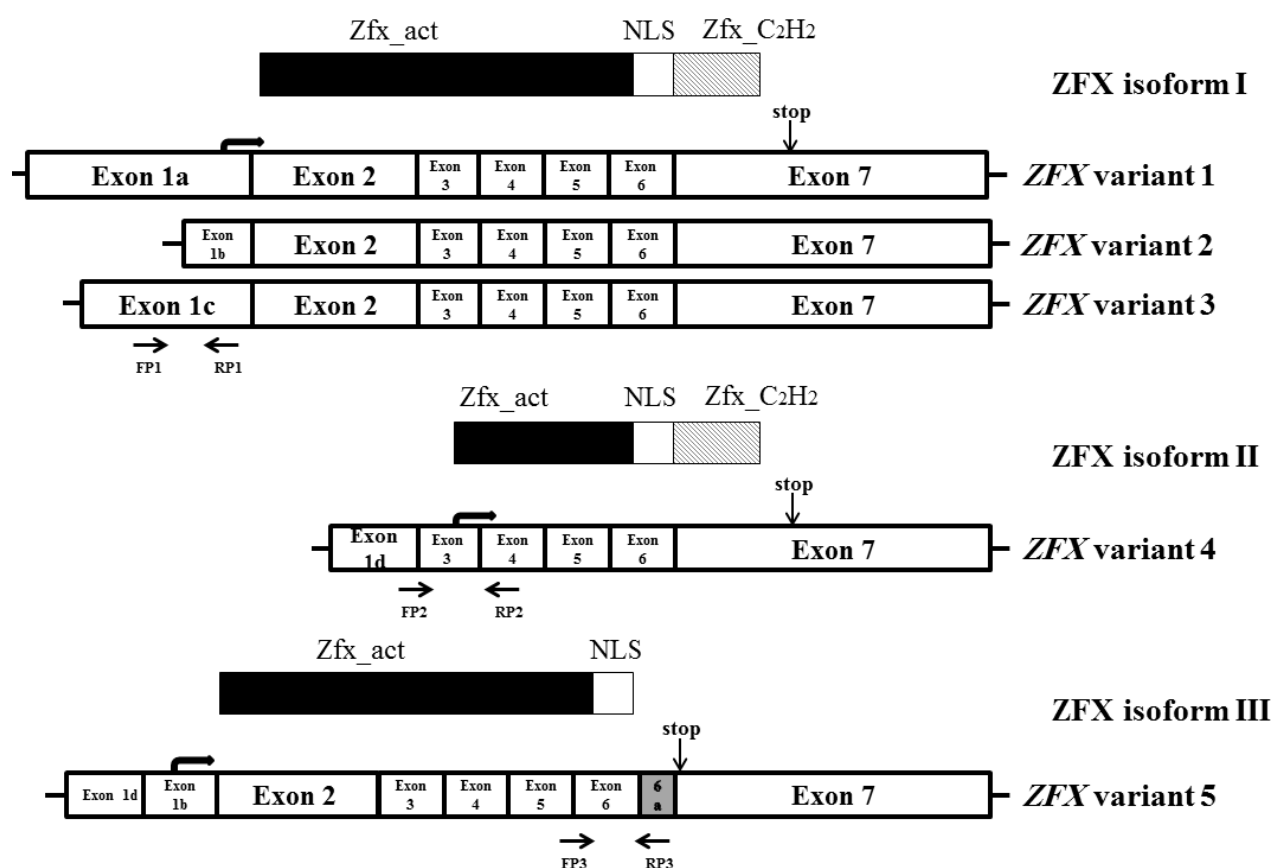 Zfx_act NLS Zfx_C2H2
ZFX isoform I
stop
Exon 1a Exon 2 Exon 3 Exon 4 Exon 5 Exon 6 Exon 7 ZFX variant 1
Exon 1b Exon 2 Exon 3 Exon 4 Exon 5 Exon 6 Exon 7 ZFX variant 2
Exon 1c Exon 2 Exon 3 Exon 4 Exon 5 Exon 6 Exon 7 ZFX variant 3
FP1 RP1
Zfx_act NLS Zfx_C2H2
ZFX isoform II
stop
Exon 1d Exon 3 Exon 4 Exon 5 Exon 6 Exon 7 ZFX variant 4
FP2 RP2
Zfx_act NLS
ZFX isoform III
stop
Exon 1d Exon 1b Exon 2 Exon 3 Exon 4 Exon 5 Exon 6 6a Exon 7 ZFX variant 5
FP3 RP3